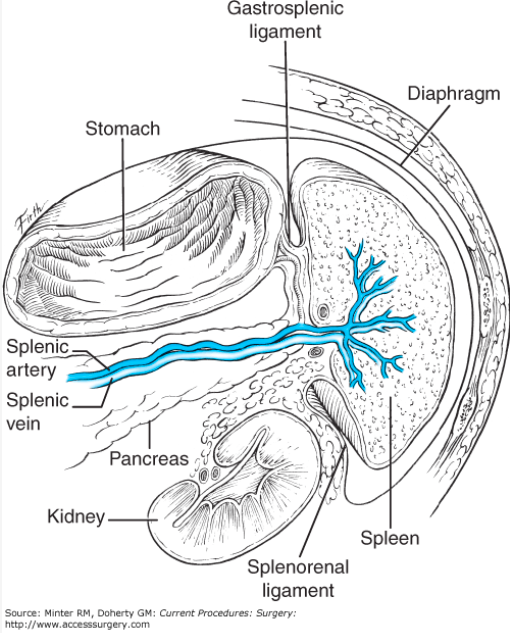 Gastrosplenic
ligament
Diaphragm
Stomach
Firth
Splenic
artery
Splenic
vein
Pancreas
Kidney
Spleen
Splenorenal
ligament
Source: Minter RM, Doherty GM: Current Procedures: Surgery:
http://www.accesssurgery.com